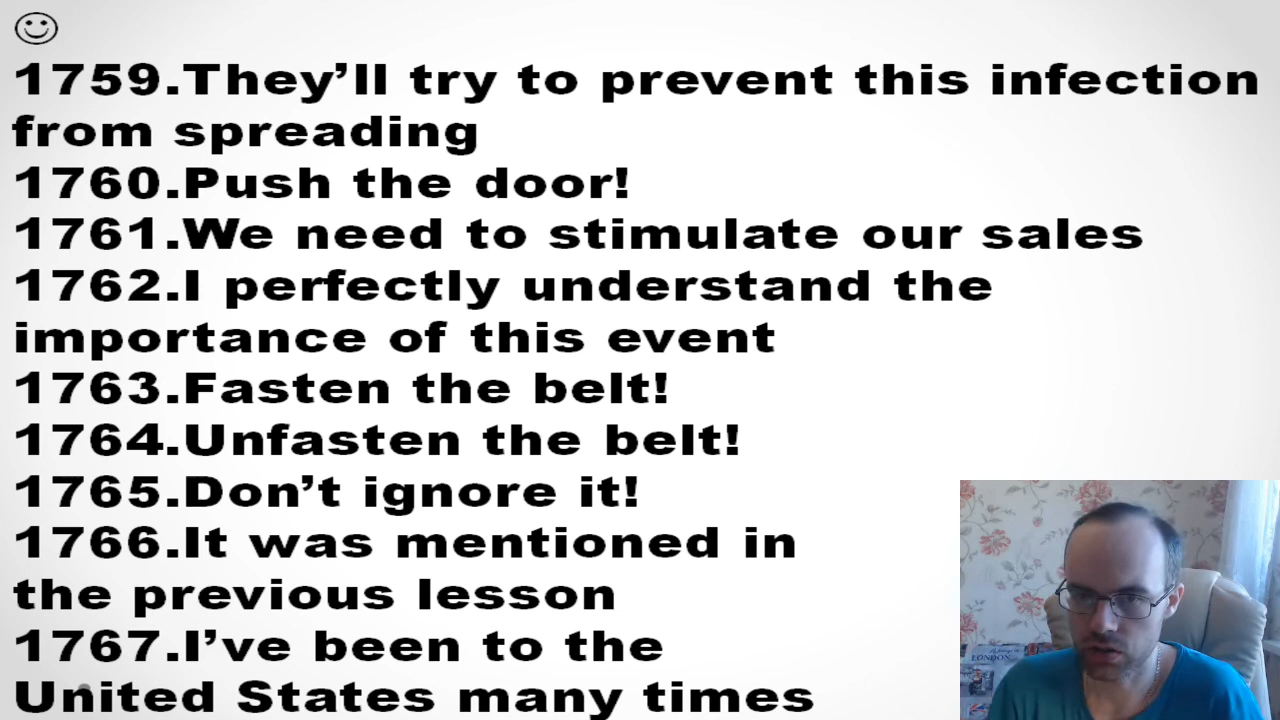 1759.They’ll try to prevent this infection
from spreading
1760.Push the door!
1761.We need to stimulate our sales
1762.I perfectly understand the
importance of this event
1763.Fasten the belt!
1764.Unfasten the belt!
1765.Don’t ignore it!
1766.It was mentioned in
the previous lesson
1767.I’ve been to the
United States many times
LONDON